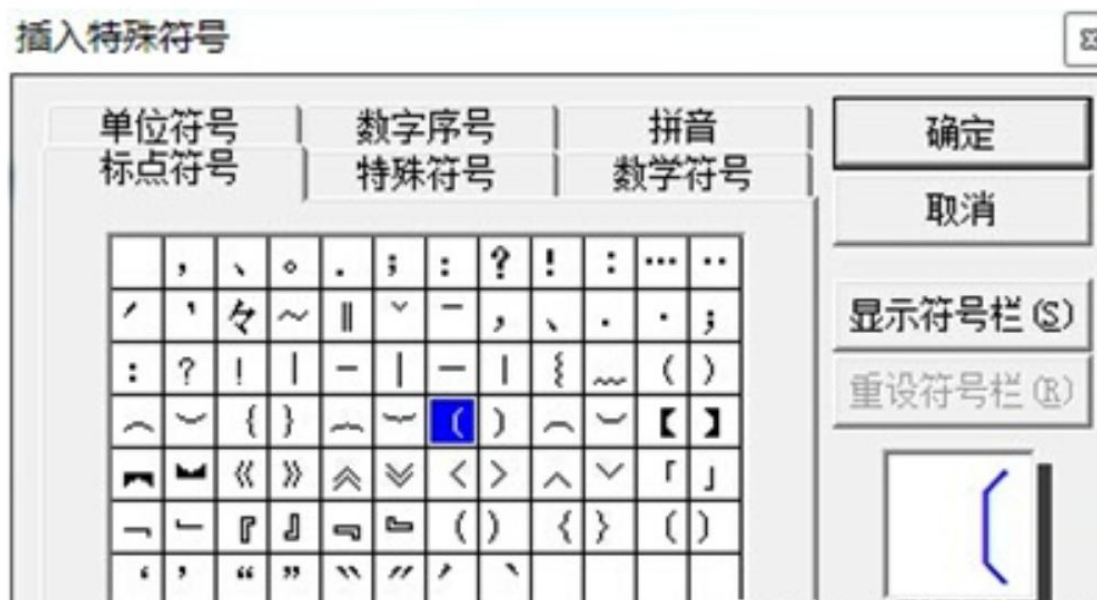 插入特殊符号
单位符号 数字序号 拼音
标点符号 特殊符号 数学符号
确定
取消
显示符号栏(S)
重设符号栏(R)
, 、 。 . ; : ? ! : … ‥
′ ' 々 ~ ‖ ˇ ˉ , 、 . · ;
: ? ! | – | — | ︴ ﹏ ( )
︵ ︶ { } ︷ ︸ 〔 〕 ︹ ︺ 【 】
︻ ︼ 《 》 ︽ ︾ 〈 〉 ︿ ﹀ 「 」
﹁ ﹂ 『 』 ﹃ ﹄ ( ) { } ( )
‘ ’ “ ” 〝 〞 ′ ‵
〔